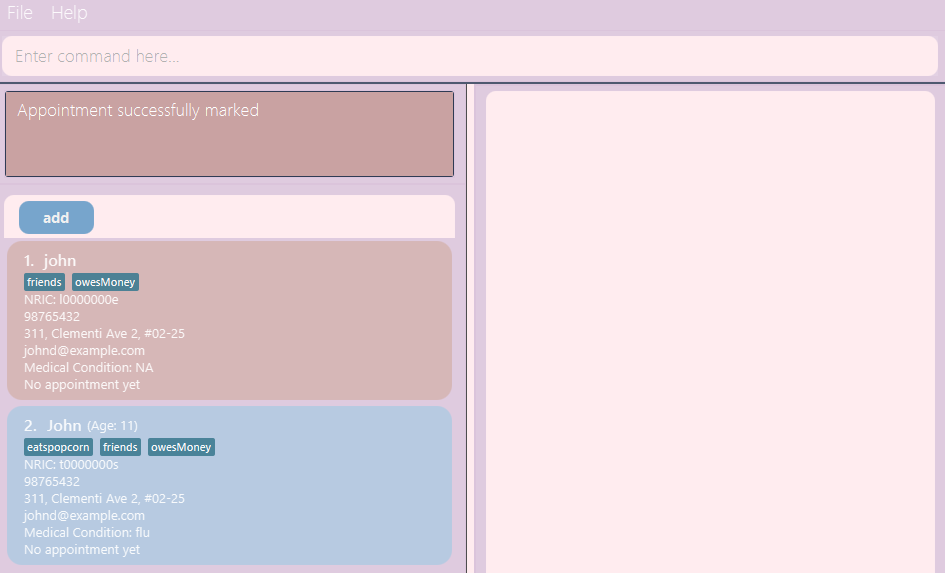 File Help
Enter command here...
Appointment successfully marked
add
1. john
friends owesMoney
NRIC: l0000000e
98765432
311, Clementi Ave 2, #02-25
johnd@example.com
Medical Condition: NA
No appointment yet
2. John (Age: 11)
eatspopcorn friends owesMoney
NRIC: t0000000s
98765432
311, Clementi Ave 2, #02-25
johnd@example.com
Medical Condition: flu
No appointment yet